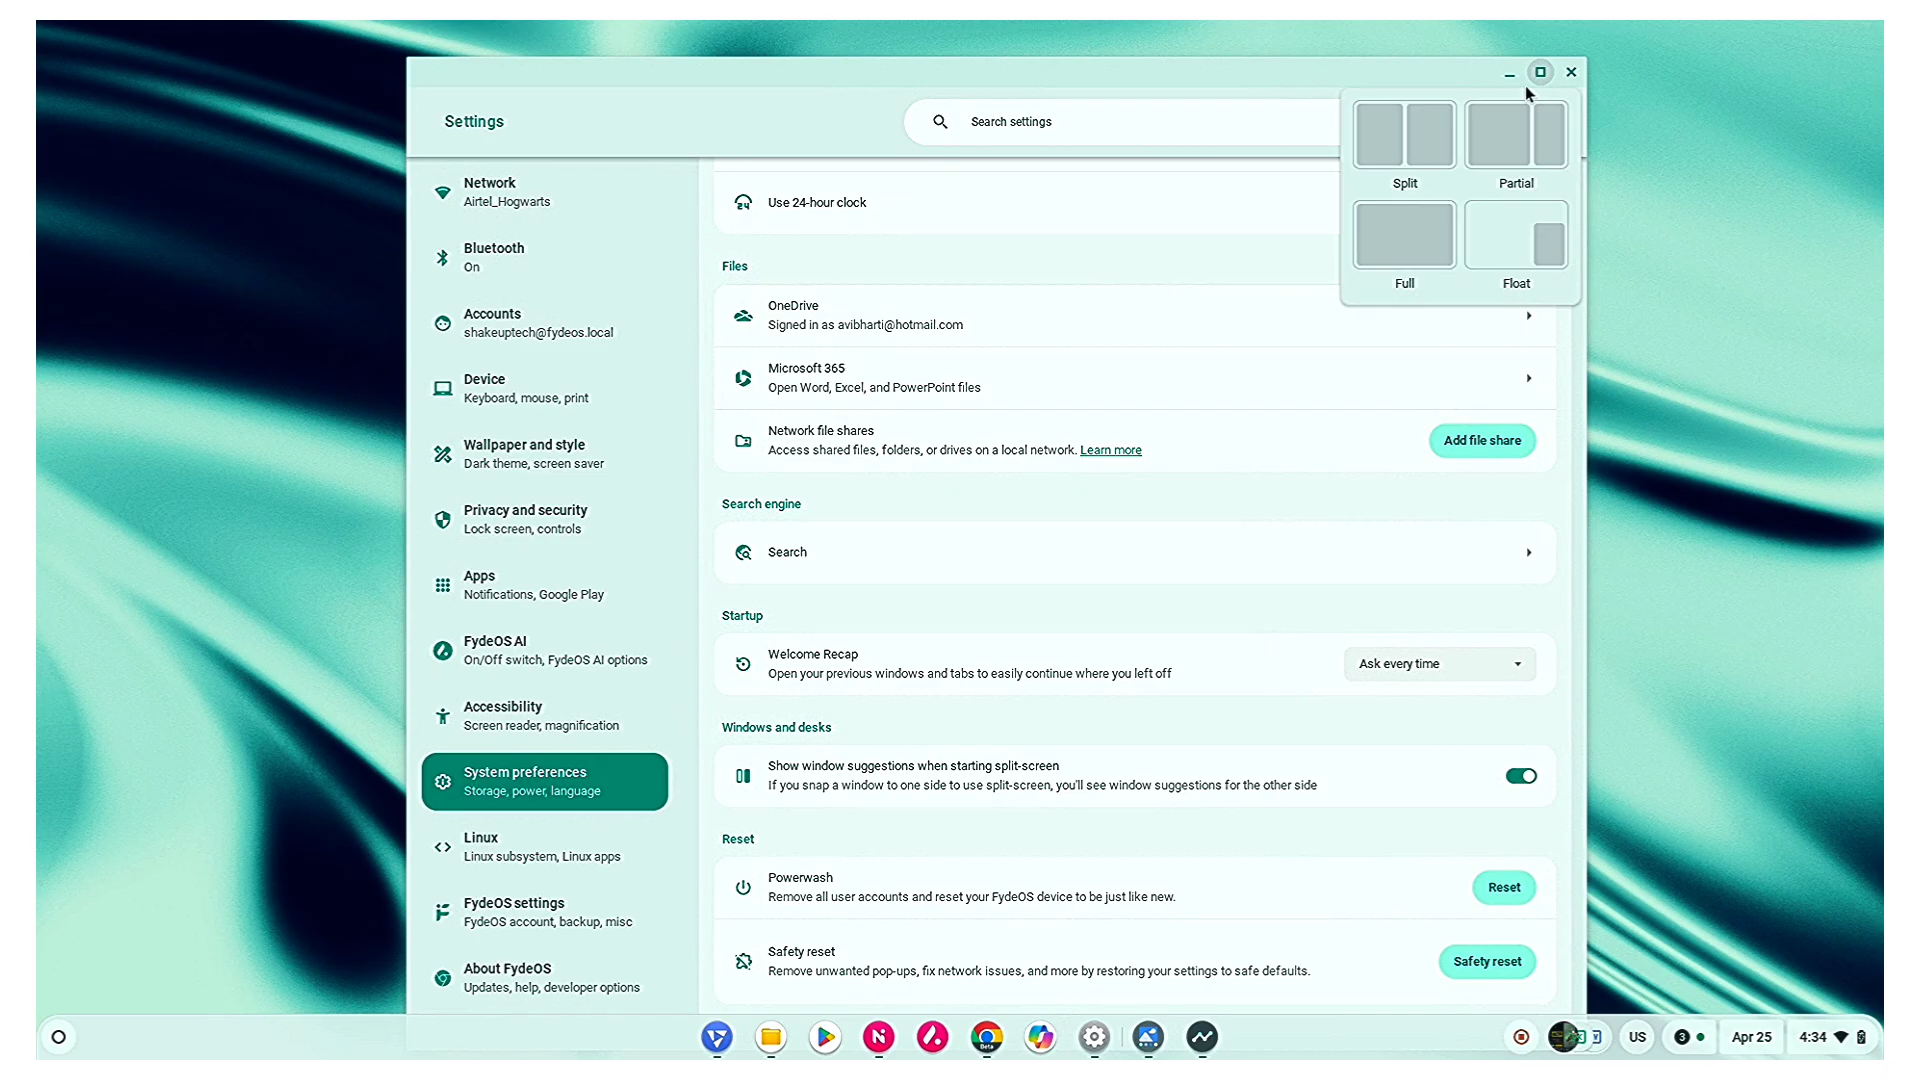 Settings
Search settings
Split
Partial
Full
Float
Network
Airtel_Hogwarts
Bluetooth
On
Accounts
shakeuptech@fydeos.local
Device
Keyboard, mouse, print
Wallpaper and style
Dark theme, screen saver
Privacy and security
Lock screen, controls
Apps
Notifications, Google Play
FydeOS AI
On/Off switch, FydeOS AI options
Accessibility
Screen reader, magnification
System preferences
Storage, power, language
Linux
Linux subsystem, Linux apps
FydeOS settings
FydeOS account, backup, misc
About FydeOS
Updates, help, developer options
24
Use 24-hour clock
Files
OneDrive
Signed in as avibharti@hotmail.com
Microsoft 365
Open Word, Excel, and PowerPoint files
Network file shares
Access shared files, folders, or drives on a local network. Learn more
Add file share
Search engine
Search
Startup
Welcome Recap
Open your previous windows and tabs to easily continue where you left off
Ask every time
Windows and desks
Show window suggestions when starting split-screen
If you snap a window to one side to use split-screen, you'll see window suggestions for the other side
Reset
Powerwash
Remove all user accounts and reset your FydeOS device to be just like new.
Reset
Safety reset
Remove unwanted pop-ups, fix network issues, and more by restoring your settings to safe defaults.
Safety reset
N
Beta
US
3
Apr 25
4:34